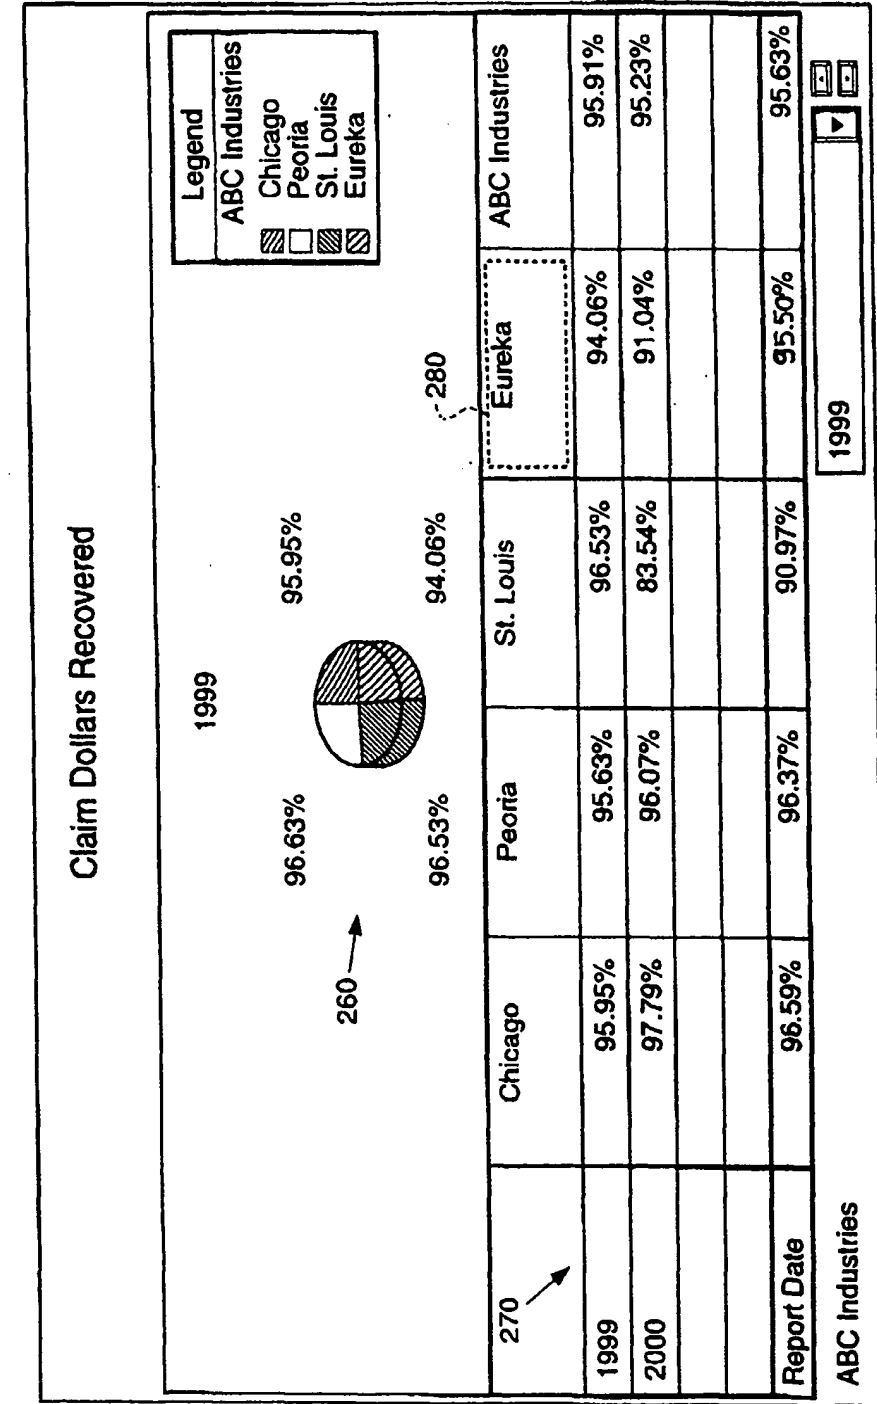 Claim Dollars Recovered
1999
Legend
ABC Industries
Chicago
Peoria
St. Louis
Eureka
96.63% 95.95%
260
96.53% 94.06%
280
270 Chicago Peoria St. Louis Eureka ABC Industries
1999 95.95% 95.63% 96.53% 94.06% 95.91%
2000 97.79% 96.07% 83.54% 91.04% 95.23%
Report Date 96.59% 96.37% 90.97% 95.50% 95.63%
ABC Industries 1999